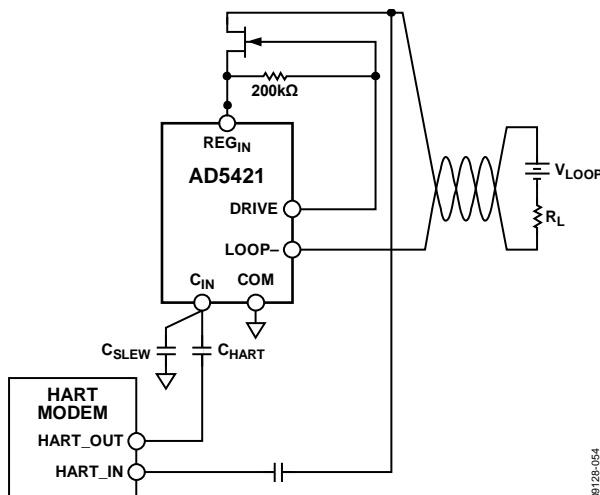 200kΩ
REGIN
AD5421
DRIVE
VLOOP
RL
LOOP–
CIN
COM
CSLEW
CHART
HART
MODEM
HART_OUT
HART_IN
09128-054